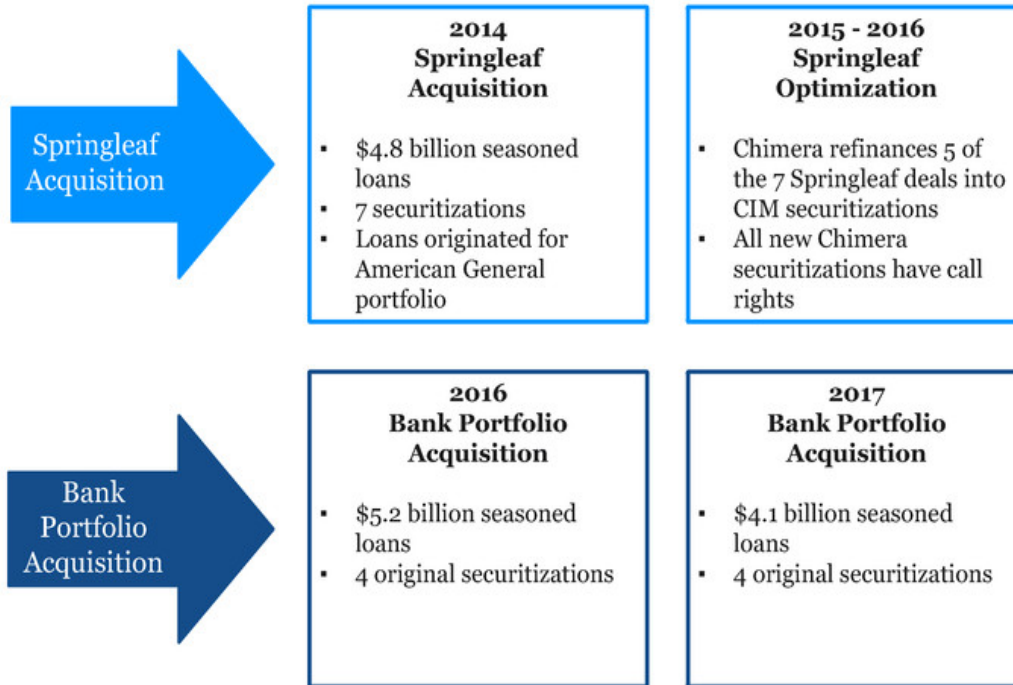 Springleaf
Acquisition
2014
Springleaf
Acquisition
▪ $4.8 billion seasoned
loans
▪ 7 securitizations
▪ Loans originated for
American General
portfolio
2015 - 2016
Springleaf
Optimization
▪ Chimera refinances 5 of
the 7 Springleaf deals into
CIM securitizations
▪ All new Chimera
securitizations have call
rights
Bank
Portfolio
Acquisition
2016
Bank Portfolio
Acquisition
▪ $5.2 billion seasoned
loans
▪ 4 original securitizations
2017
Bank Portfolio
Acquisition
▪ $4.1 billion seasoned
loans
▪ 4 original securitizations